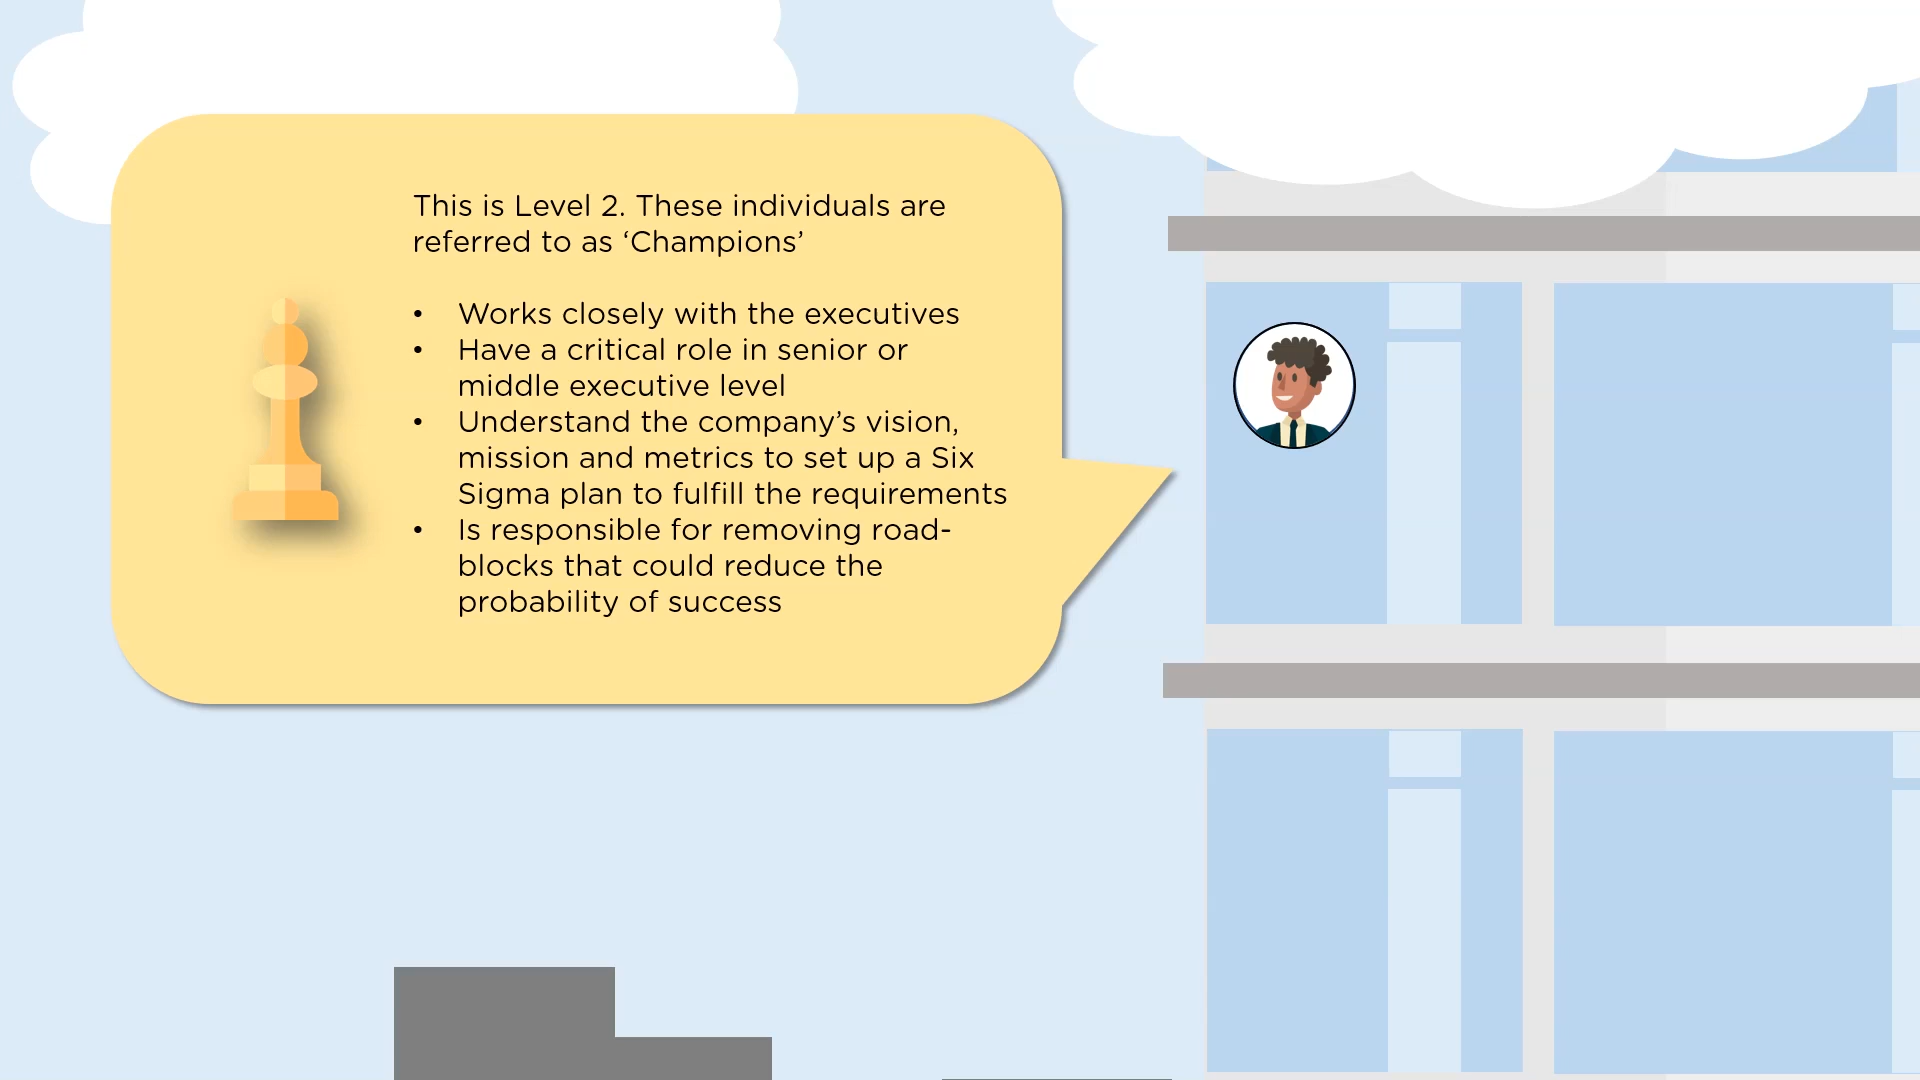 This is Level 2. These individuals are
referred to as ‘Champions’
• Works closely with the executives
• Have a critical role in senior or
middle executive level
• Understand the company’s vision,
mission and metrics to set up a Six
Sigma plan to fulfill the requirements
• Is responsible for removing road-
blocks that could reduce the
probability of success